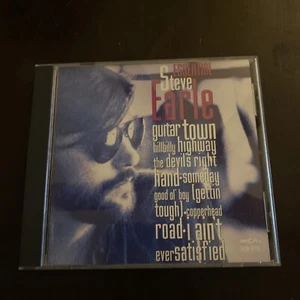 ESSENTIAL
Steve
Earle
guitar town
hillbilly highway
the devil's right
hand-someday
good ol' boy (gettin'
tough)-copperhead
road-i ain't
ever satisfied